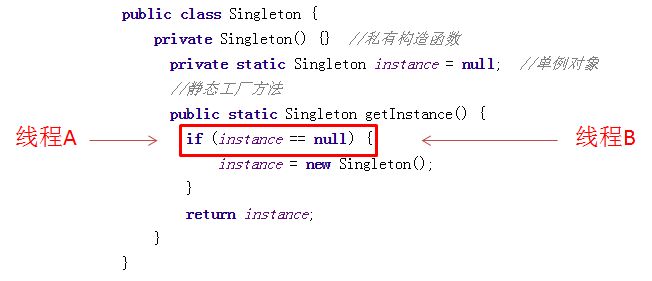 public class Singleton {
private Singleton() {}  //私有构造函数
private static Singleton instance = null;  //单例对象
//静态工厂方法
public static Singleton getInstance() {
线程A if (instance == null) { 线程B
instance = new Singleton();
}
return instance;
}
}